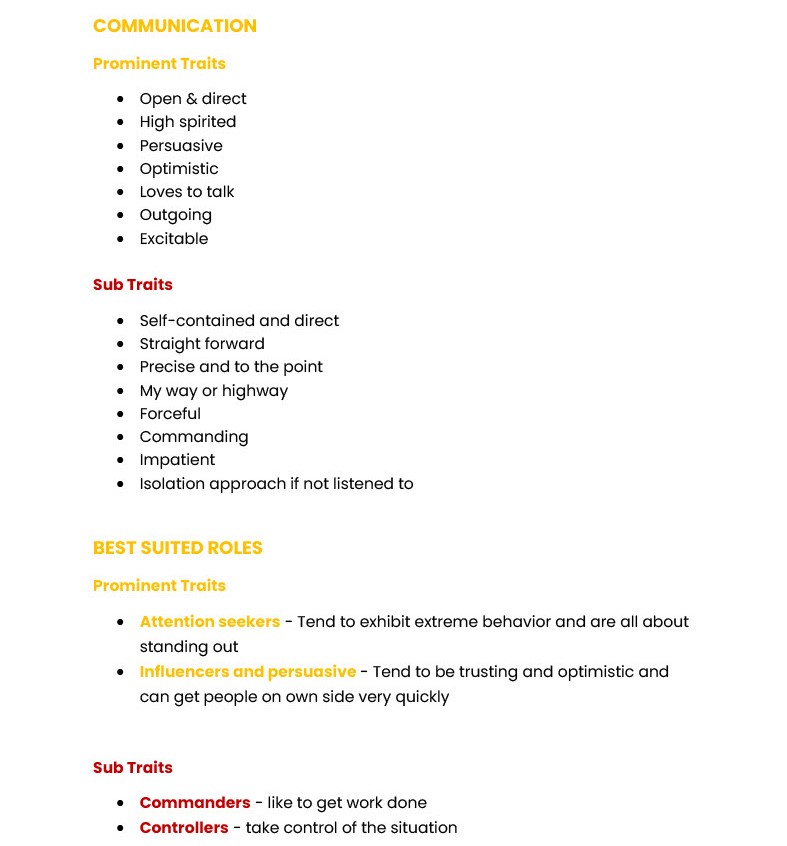 COMMUNICATION
Prominent Traits
• Open & direct
• High spirited
• Persuasive
• Optimistic
• Loves to talk
• Outgoing
• Excitable
Sub Traits
• Self-contained and direct
• Straight forward
• Precise and to the point
• My way or highway
• Forceful
• Commanding
• Impatient
• Isolation approach if not listened to
BEST SUITED ROLES
Prominent Traits
• Attention seekers - Tend to exhibit extreme behavior and are all about
standing out
• Influencers and persuasive - Tend to be trusting and optimistic and
can get people on own side very quickly
Sub Traits
• Commanders - like to get work done
• Controllers - take control of the situation